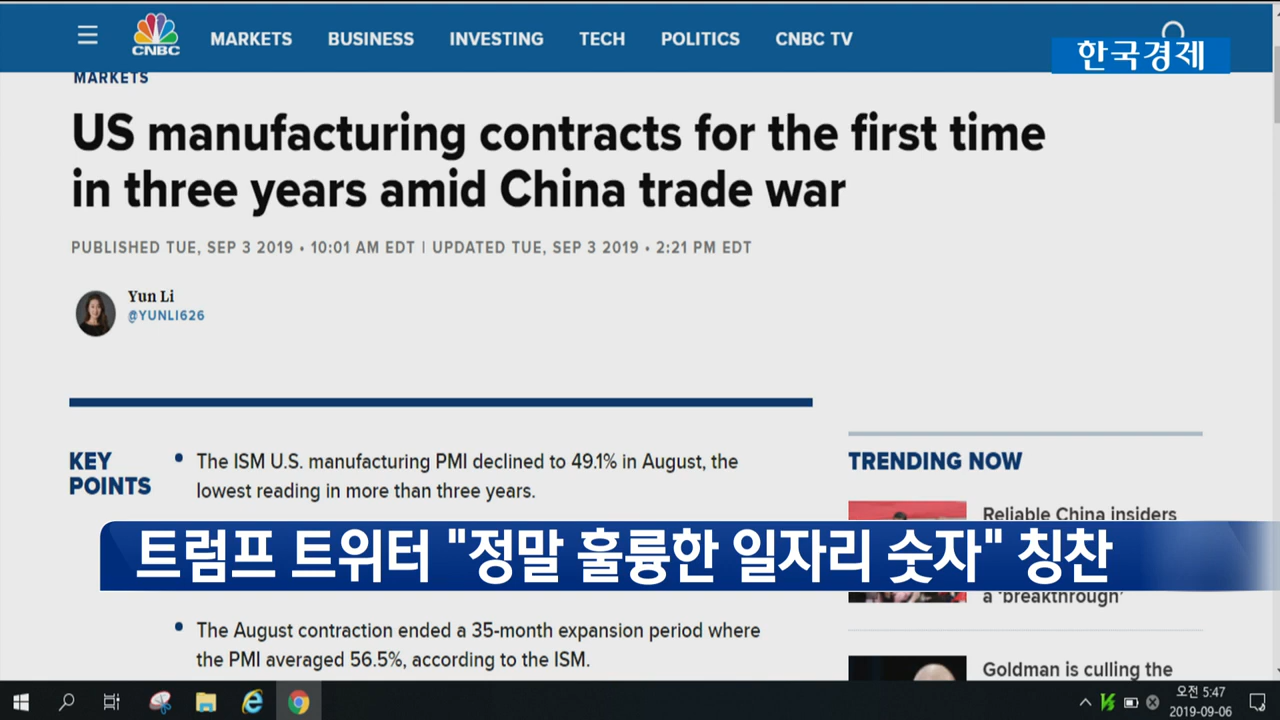 CNBC
MARKETS BUSINESS INVESTING TECH POLITICS CNBC TV
한국경제
MARKETS
US manufacturing contracts for the first time
in three years amid China trade war
PUBLISHED TUE, SEP 3 2019 • 10:01 AM EDT | UPDATED TUE, SEP 3 2019 • 2:21 PM EDT
Yun Li
@YUNLI626
KEY
POINTS
• The ISM U.S. manufacturing PMI declined to 49.1% in August, the
lowest reading in more than three years.
TRENDING NOW
Reliable China insiders
트럼프 트위터 "정말 훌륭한 일자리 숫자" 칭찬
a ‘breakthrough’
• The August contraction ended a 35-month expansion period where
the PMI averaged 56.5%, according to the ISM.
Goldman is culling the
오전 5:47
2019-09-06